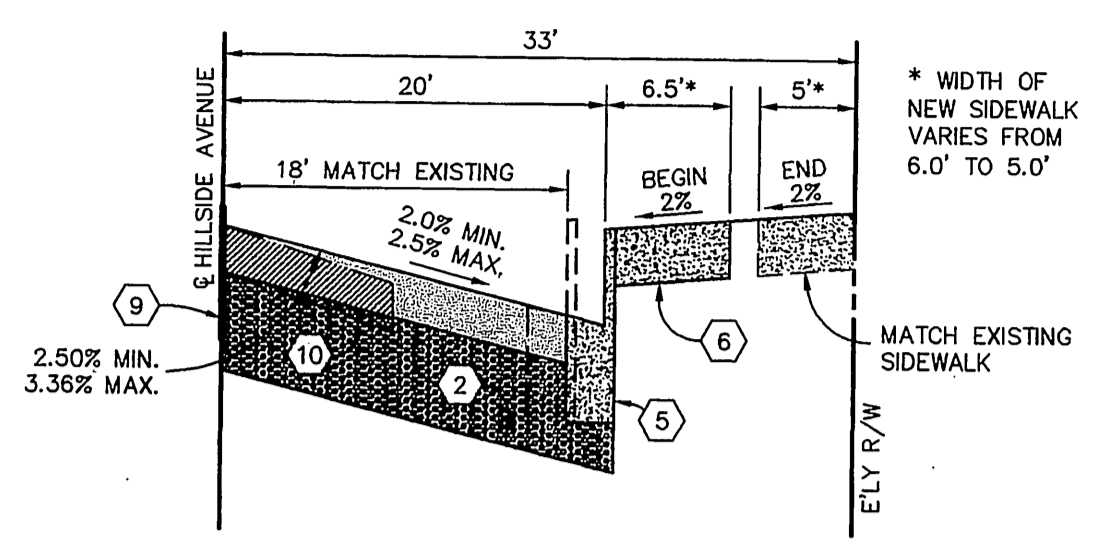 33'
20'
6.5'*
5'*
* WIDTH OF
NEW SIDEWALK
VARIES FROM
6.0' TO 5.0'
℄ HILLSIDE AVENUE
18' MATCH EXISTING
BEGIN
2%
END
2%
2.0% MIN.
2.5% MAX.
9
2.50% MIN.
3.36% MAX.
10
2
6
5
MATCH EXISTING
SIDEWALK
E'LY R/W